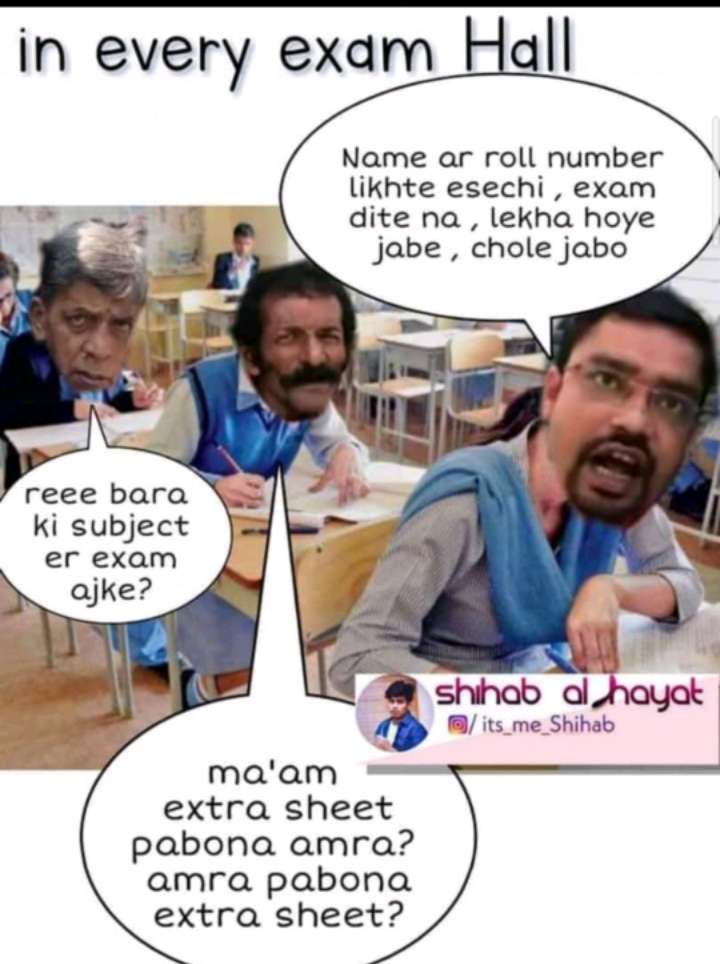 in every exam Hall
Name ar roll number
likhte esechi , exam
dite na , lekha hoye
jabe , chole jabo
reee bara
ki subject
er exam
ajke?
shihab al hayat
/ its_me_Shihab
ma'am
extra sheet
pabona amra?
amra pabona
extra sheet?